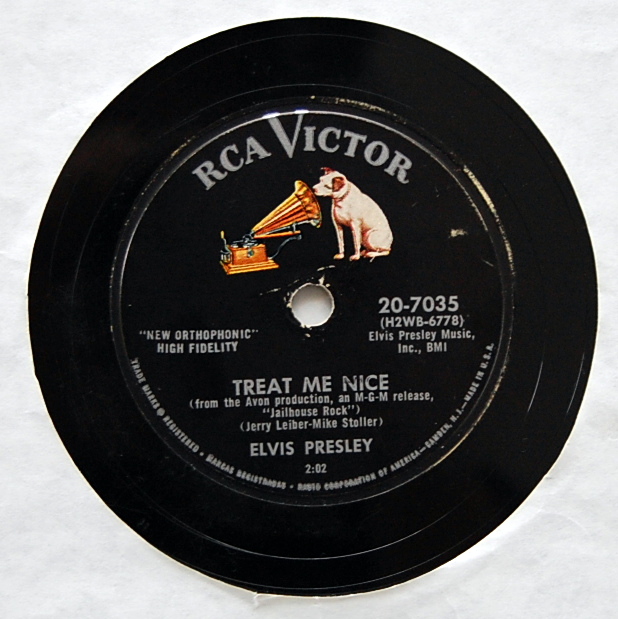 RCA VICTOR
20-7035
(H2WB-6778)
Elvis Presley Music,
Inc., BMI
"NEW ORTHOPHONIC"
HIGH FIDELITY
TREAT ME NICE
(from the Avon production, an M-G-M release,
"Jailhouse Rock")
(Jerry Leiber-Mike Stoller)
ELVIS PRESLEY
2:02
TRADE MARKS ® REGISTERED • MARCAS REGISTRADAS • RADIO CORPORATION OF AMERICA—CAMDEN, N.J.—MADE IN U.S.A.